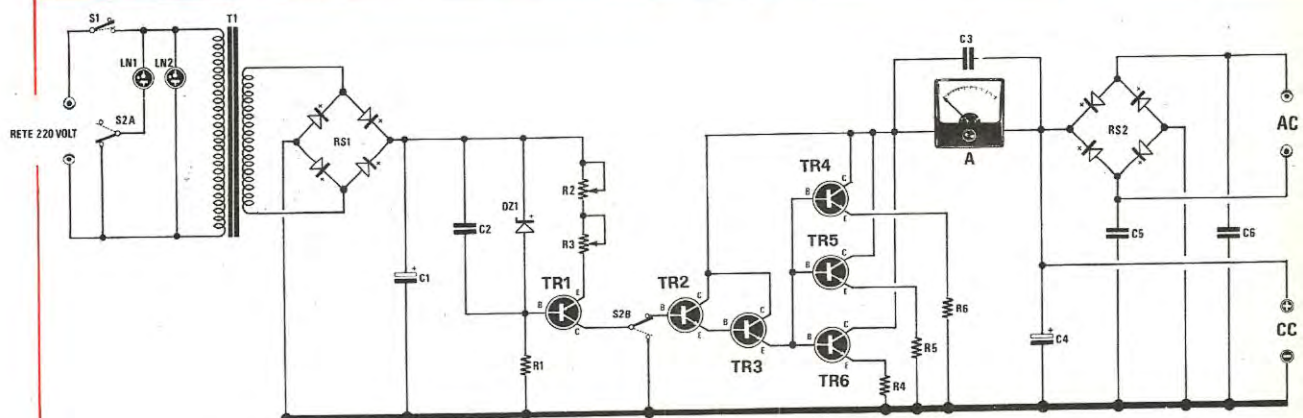 S1
T1
LN1
LN2
RETE 220 VOLT
S2A
RS1
C1
C2
DZ1
R2
R3
E
TR1
B
C
R1
S2B
TR2
B
C
E
TR3
B
C
E
TR4
B
C
E
TR5
B
C
E
TR6
B
C
E
R4
R5
R6
C3
A
RS2
C4
C5
C6
AC
CC